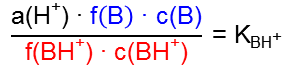 a(H⁺) · f(B) · c(B)
f(BH⁺) · c(BH⁺) = K_BH⁺